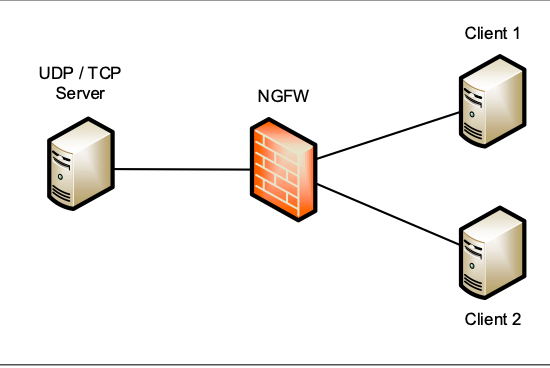 Client 1
UDP / TCP
Server
NGFW
Client 2